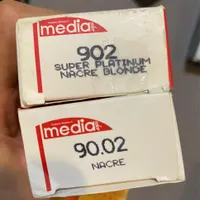 media
902
SUPER PLATINUM
NACRE BLONDE
media
90.02
NACRE